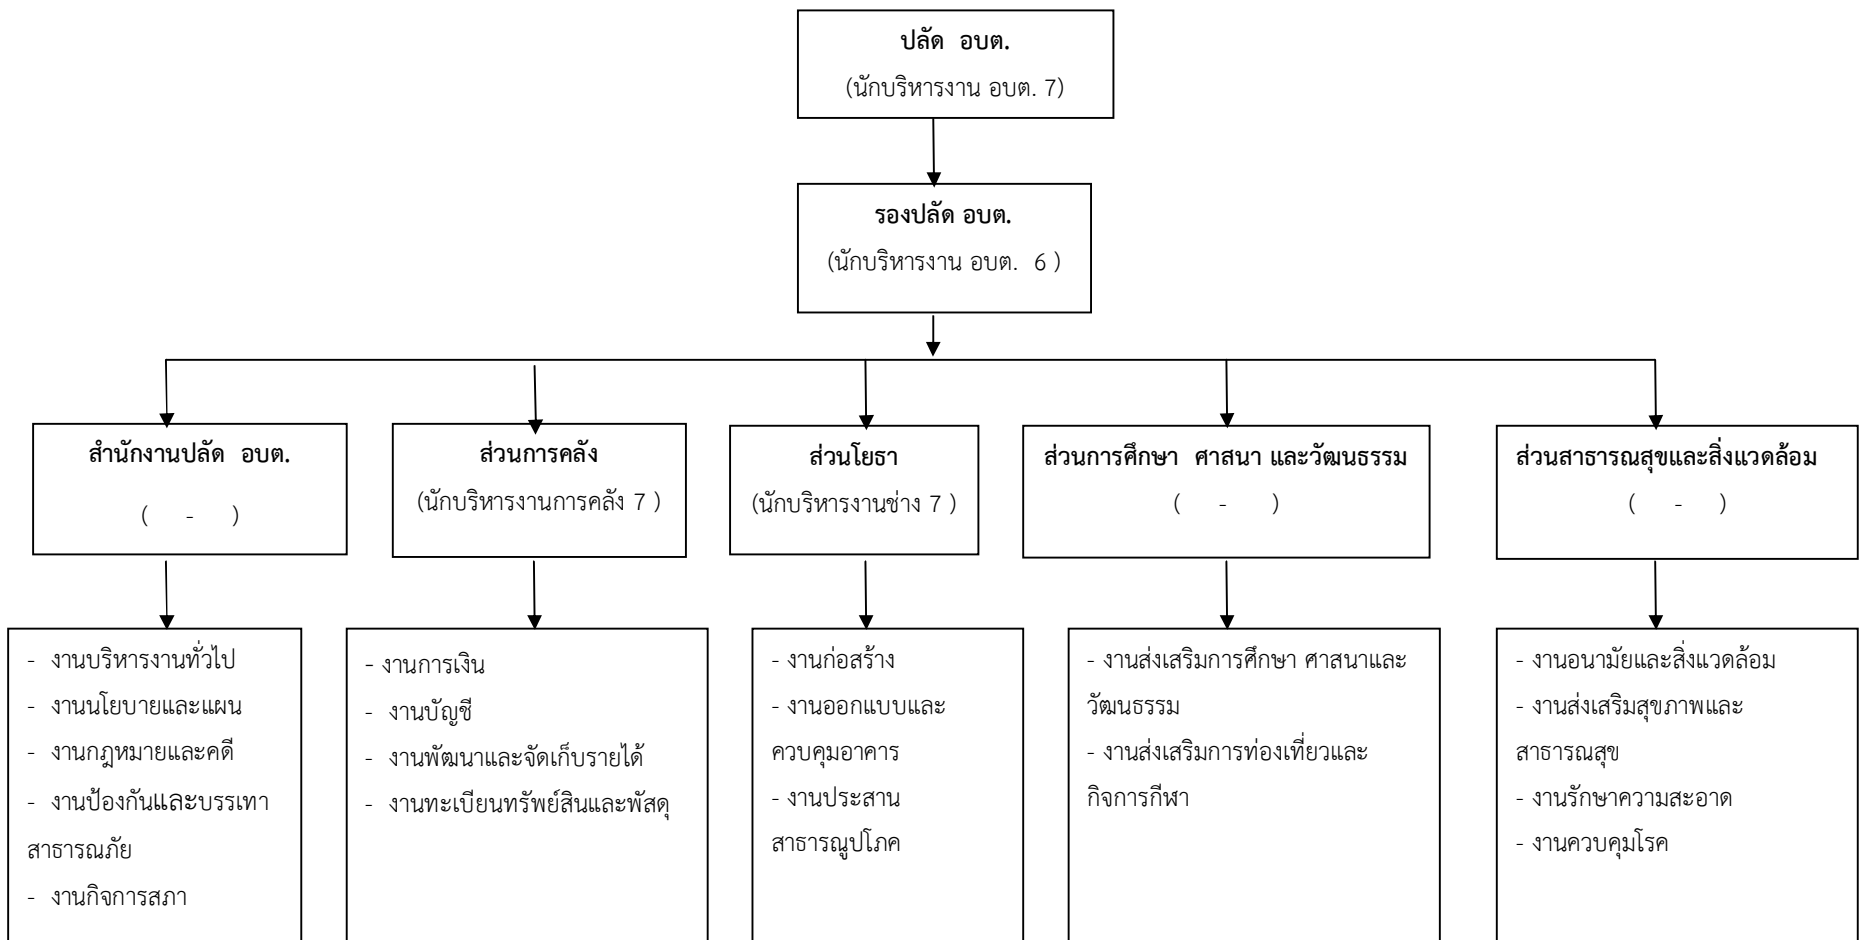 ปลัด  อบต.
(นักบริหารงาน อบต. 7)
รองปลัด อบต.
(นักบริหารงาน อบต.  6 )
สำนักงานปลัด  อบต.
(    -    )
ส่วนการคลัง
(นักบริหารงานการคลัง 7 )
ส่วนโยธา
(นักบริหารงานช่าง 7 )
ส่วนการศึกษา  ศาสนา และวัฒนธรรม
(    -    )
ส่วนสาธารณสุขและสิ่งแวดล้อม
(    -    )
-  งานบริหารงานทั่วไป
-  งานนโยบายและแผน
-  งานกฎหมายและคดี
-  งานป้องกันและบรรเทา
สาธารณภัย
-  งานกิจการสภา
- งานการเงิน
-  งานบัญชี
-  งานพัฒนาและจัดเก็บรายได้
-  งานทะเบียนทรัพย์สินและพัสดุ
- งานก่อสร้าง
- งานออกแบบและ
ควบคุมอาคาร
- งานประสาน
สาธารณูปโภค
- งานส่งเสริมการศึกษา ศาสนาและ
วัฒนธรรม
- งานส่งเสริมการท่องเที่ยวและ
กิจการกีฬา
- งานอนามัยและสิ่งแวดล้อม
- งานส่งเสริมสุขภาพและ
สาธารณสุข
- งานรักษาความสะอาด
- งานควบคุมโรค